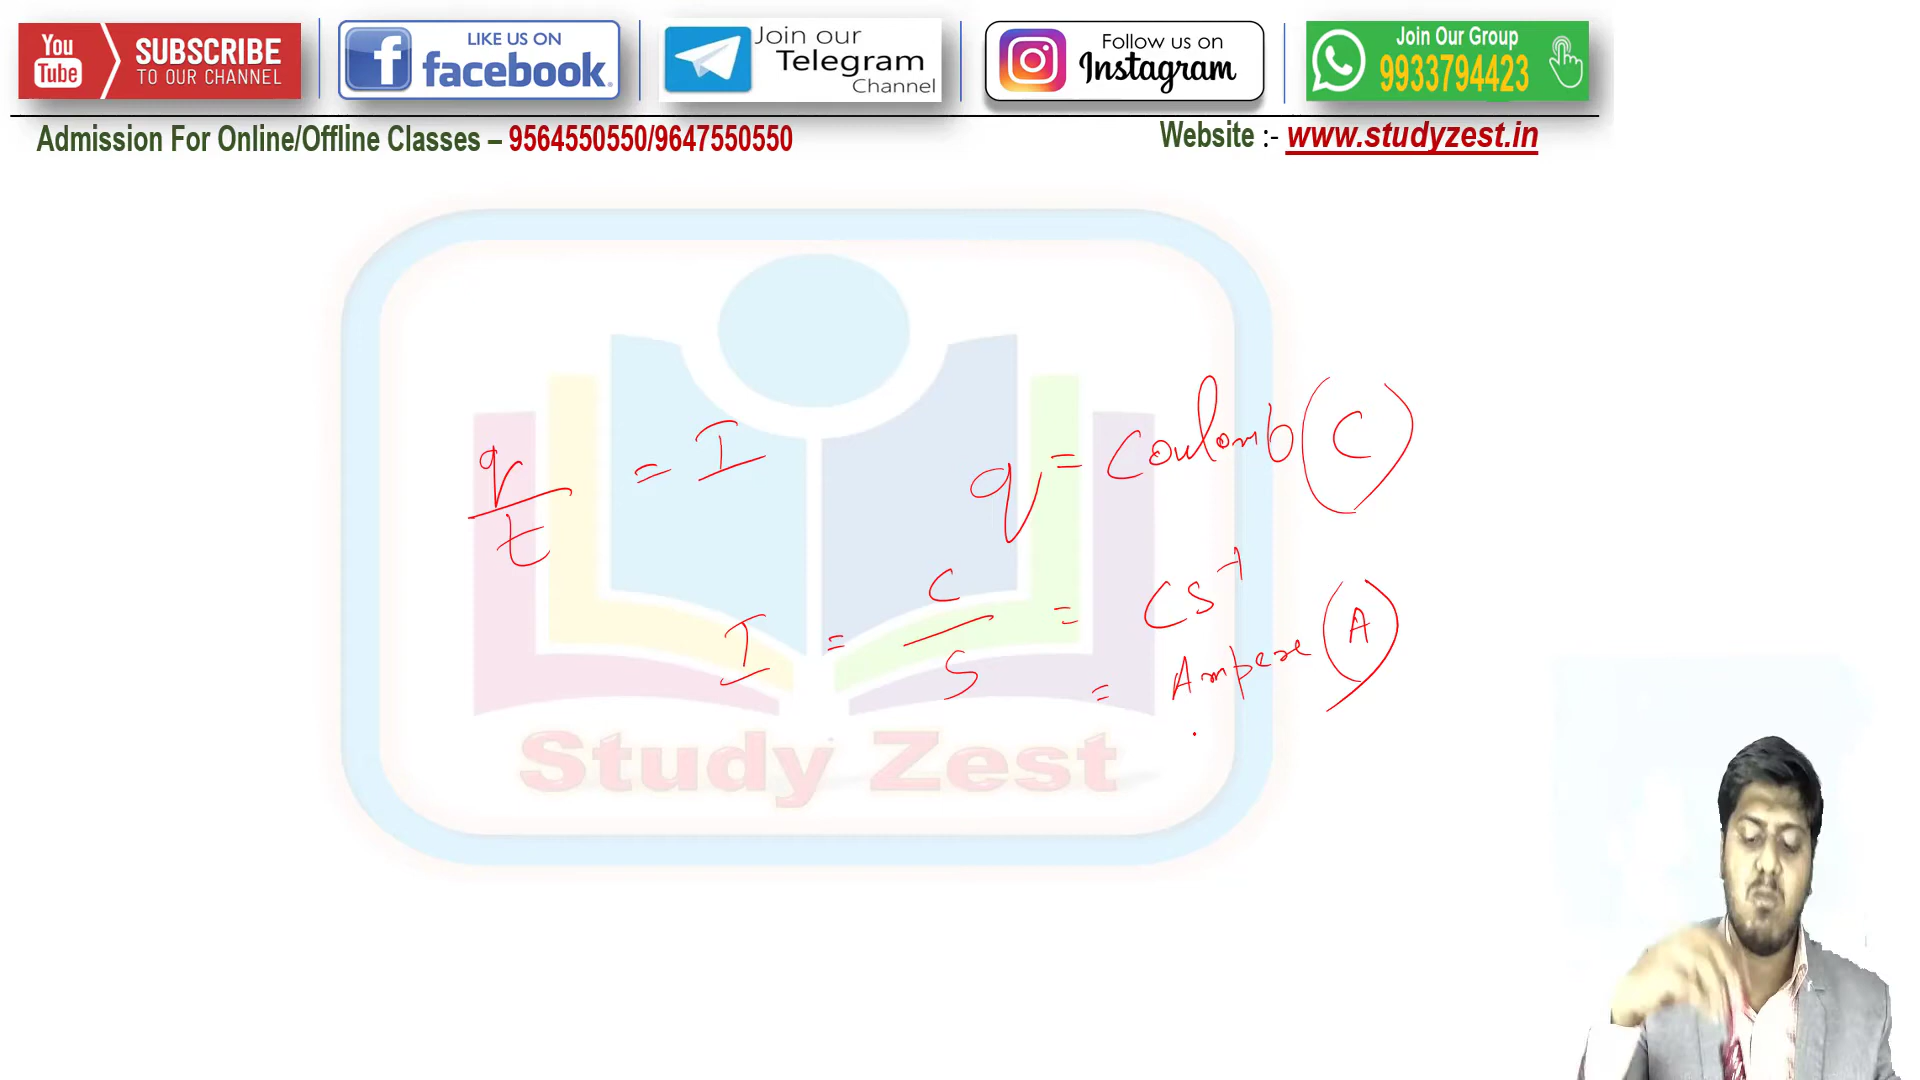 You Tube SUBSCRIBE TO OUR CHANNEL
LIKE US ON facebook.
Join our Telegram Channel
Follow us on Instagram
Join Our Group 9933794423
Admission For Online/Offline Classes – 9564550550/9647550550
Website :- www.studyzest.in
q/t = I
q = Coulomb (C)
I = C/S = CS⁻¹
= Ampere (A)
Study Zest